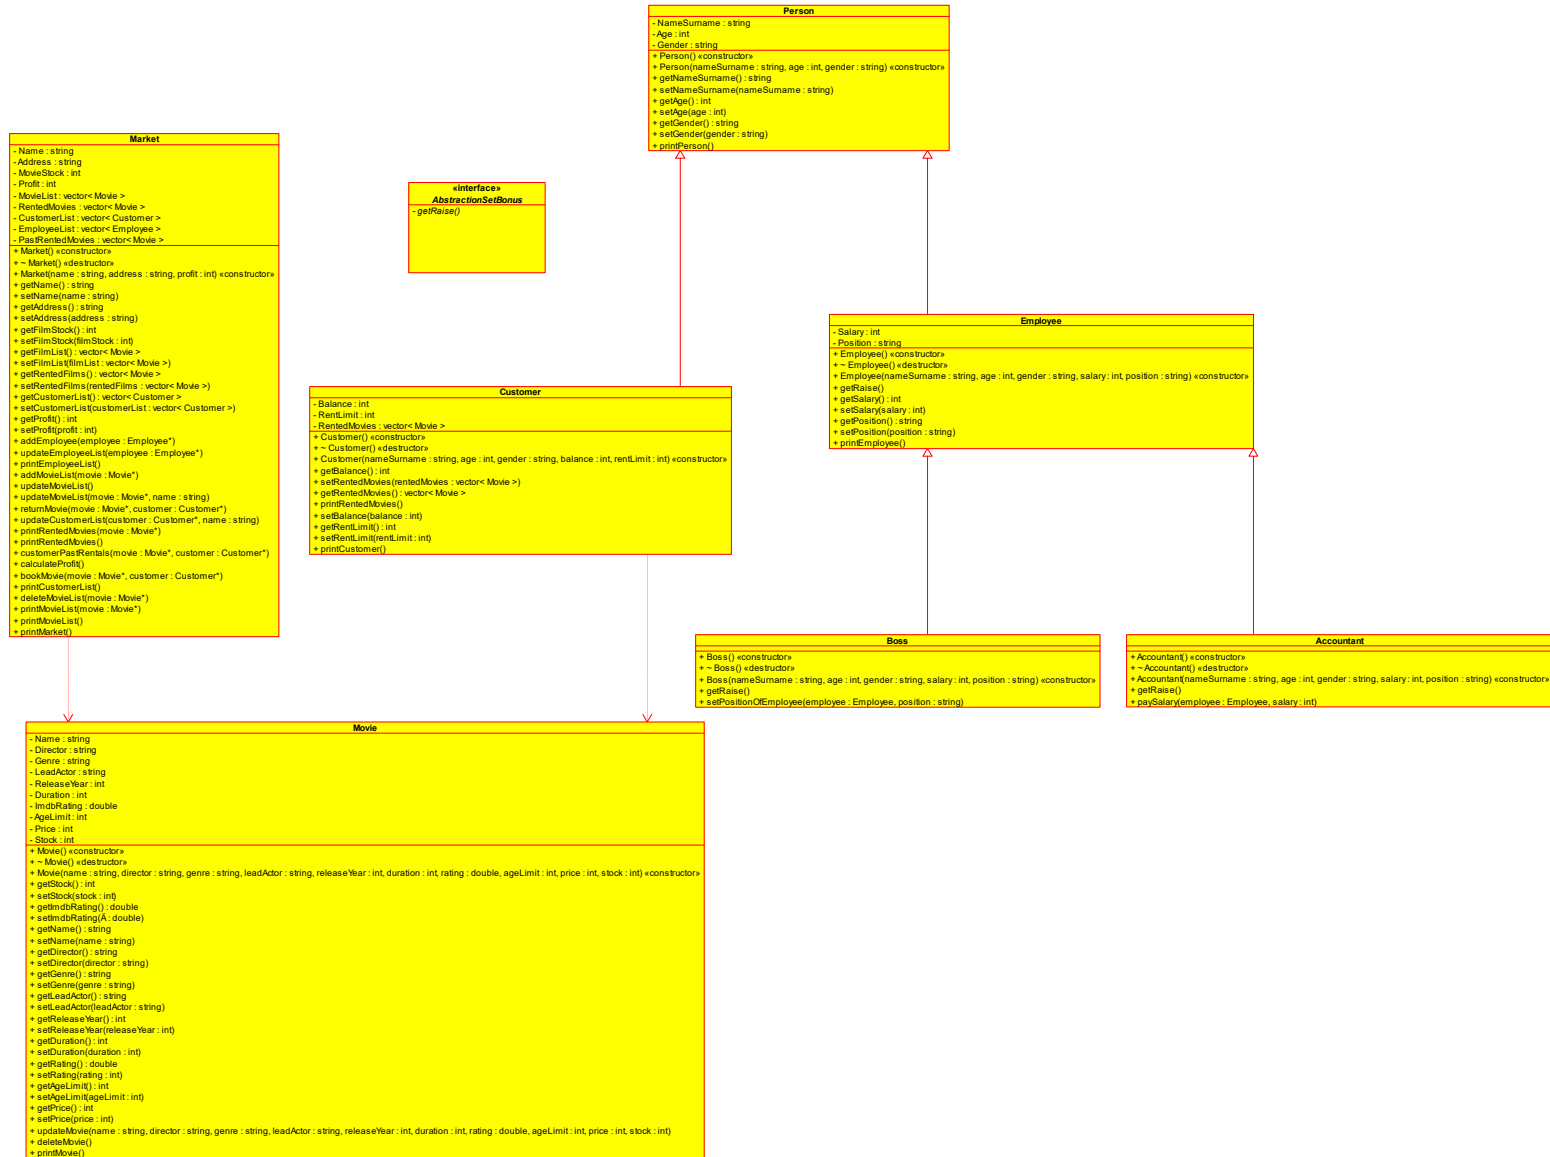 Person
- NameSurname : string
- Age : int
- Gender : string
+ Person() «constructor»
+ Person(nameSurname : string, age : int, gender : string) «constructor»
+ getNameSurname() : string
+ setNameSurname(nameSurname : string)
+ getAge() : int
+ setAge(age : int)
+ getGender() : string
+ setGender(gender : string)
+ printPerson()
Market
- Name : string
- Address : string
- MovieStock : int
- Profit : int
- MovieList : vector< Movie >
- RentedMovies : vector< Movie >
- CustomerList : vector< Customer >
- EmployeeList : vector< Employee >
- PastRentedMovies : vector< Movie >
+ Market() «constructor»
+ ~ Market() «destructor»
+ Market(name : string, address : string, profit : int) «constructor»
+ getName() : string
+ setName(name : string)
+ getAddress() : string
+ setAddress(address : string)
+ getFilmStock() : int
+ setFilmStock(filmStock : int)
+ getFilmList() : vector< Movie >
+ setFilmList(filmList : vector< Movie >)
+ getRentedFilms() : vector< Movie >
+ setRentedFilms(rentedFilms : vector< Movie >)
+ getCustomerList() : vector< Customer >
+ setCustomerList(customerList : vector< Customer >)
+ getProfit() : int
+ setProfit(profit : int)
+ addEmployee(employee : Employee*)
+ updateEmployeeList(employee : Employee*)
+ printEmployeeList()
+ addMovieList(movie : Movie*)
+ updateMovieList()
+ updateMovieList(movie : Movie*, name : string)
+ returnMovie(movie : Movie*, customer : Customer*)
+ updateCustomerList(customer : Customer*, name : string)
+ printRentedMovies(movie : Movie*)
+ printRentedMovies()
+ customerPastRentals(movie : Movie*, customer : Customer*)
+ calculateProfit()
+ bookMovie(movie : Movie*, customer : Customer*)
+ printCustomerList()
+ deleteMovieList(movie : Movie*)
+ printMovieList(movie : Movie*)
+ printMovieList()
+ printMarket()
«interface»
AbstractionSetBonus
- getRaise()
Employee
- Salary : int
- Position : string
+ Employee() «constructor»
+ ~ Employee() «destructor»
+ Employee(nameSurname : string, age : int, gender : string, salary : int, position : string) «constructor»
+ getRaise()
+ getSalary() : int
+ setSalary(salary : int)
+ getPosition() : string
+ setPosition(position : string)
+ printEmployee()
Customer
- Balance : int
- RentLimit : int
- RentedMovies : vector< Movie >
+ Customer() «constructor»
+ ~ Customer() «destructor»
+ Customer(nameSurname : string, age : int, gender : string, balance : int, rentLimit : int) «constructor»
+ getBalance() : int
+ setRentedMovies(rentedMovies : vector< Movie >)
+ getRentedMovies() : vector< Movie >
+ printRentedMovies()
+ setBalance(balance : int)
+ getRentLimit() : int
+ setRentLimit(rentLimit : int)
+ printCustomer()
Boss
+ Boss() «constructor»
+ ~ Boss() «destructor»
+ Boss(nameSurname : string, age : int, gender : string, salary : int, position : string) «constructor»
+ getRaise()
+ setPositionOfEmployee(employee : Employee, position : string)
Accountant
+ Accountant() «constructor»
+ ~ Accountant() «destructor»
+ Accountant(nameSurname : string, age : int, gender : string, salary : int, position : string) «constructor»
+ getRaise()
+ paySalary(employee : Employee, salary : int)
Movie
- Name : string
- Director : string
- Genre : string
- LeadActor : string
- ReleaseYear : int
- Duration : int
- ImdbRating : double
- AgeLimit : int
- Price : int
- Stock : int
+ Movie() «constructor»
+ ~ Movie() «destructor»
+ Movie(name : string, director : string, genre : string, leadActor : string, releaseYear : int, duration : int, rating : double, ageLimit : int, price : int, stock : int) «constructor»
+ getStock() : int
+ setStock(stock : int)
+ getImdbRating() : double
+ setImdbRating(Ä : double)
+ getName() : string
+ setName(name : string)
+ getDirector() : string
+ setDirector(director : string)
+ getGenre() : string
+ setGenre(genre : string)
+ getLeadActor() : string
+ setLeadActor(leadActor : string)
+ getReleaseYear() : int
+ setReleaseYear(releaseYear : int)
+ getDuration() : int
+ setDuration(duration : int)
+ getRating() : double
+ setRating(rating : int)
+ getAgeLimit() : int
+ setAgeLimit(ageLimit : int)
+ getPrice() : int
+ setPrice(price : int)
+ updateMovie(name : string, director : string, genre : string, leadActor : string, releaseYear : int, duration : int, rating : double, ageLimit : int, price : int, stock : int)
+ deleteMovie()
+ printMovie()